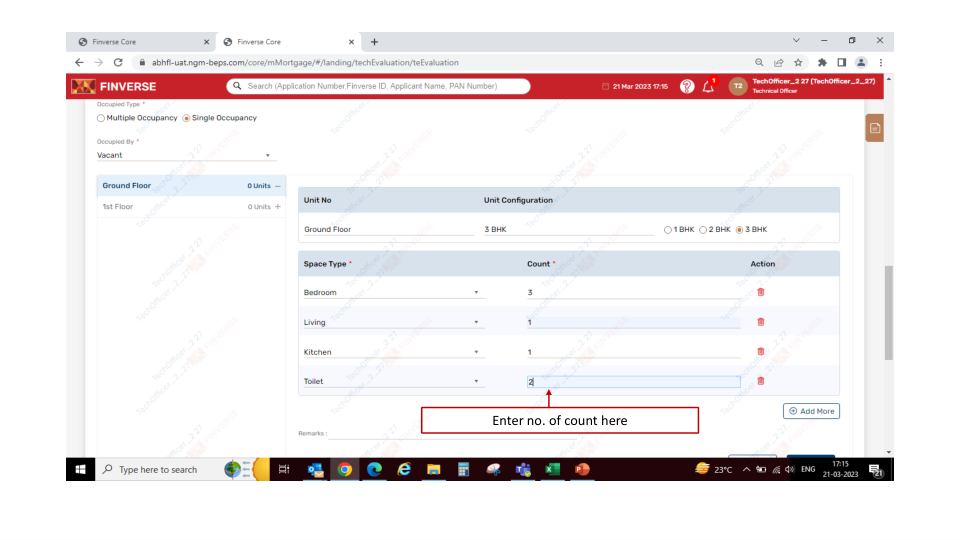 Finverse Core
Finverse Core
abhfl-uat.ngm-beps.com/core/mMortgage/#/landing/techEvaluation/teEvaluation
FINVERSE
Search (Application Number,Finverse ID, Applicant Name, PAN Number)
21 Mar 2023 17:15
T2
TechOfficer_2 27 (TechOfficer_2_27)
Technical Officer
Occupied Type *
Multiple Occupancy Single Occupancy
Occupied By *
Vacant
Ground Floor 0 Units –
1st Floor 0 Units +
Unit No Unit Configuration
Ground Floor 3 BHK 1 BHK 2 BHK 3 BHK
Space Type * Count * Action
Bedroom 3
Living 1
Kitchen 1
Toilet 2
Add More
Enter no. of count here
Remarks :
Type here to search
23°C
ENG
17:15
21-03-2023